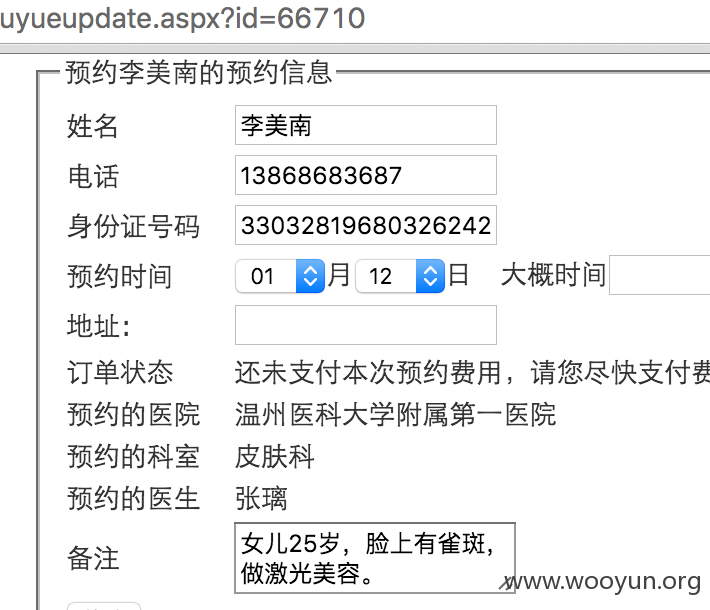 uyueupdate.aspx?id=66710
预约李美南的预约信息
姓名 李美南
电话 13868683687
身份证号码 33032819680326242
预约时间 01 月 12 日 大概时间
地址:
订单状态 还未支付本次预约费用，请您尽快支付费
预约的医院 温州医科大学附属第一医院
预约的科室 皮肤科
预约的医生 张璃
备注 女儿25岁，脸上有雀斑，
做激光美容。
www.wooyun.org